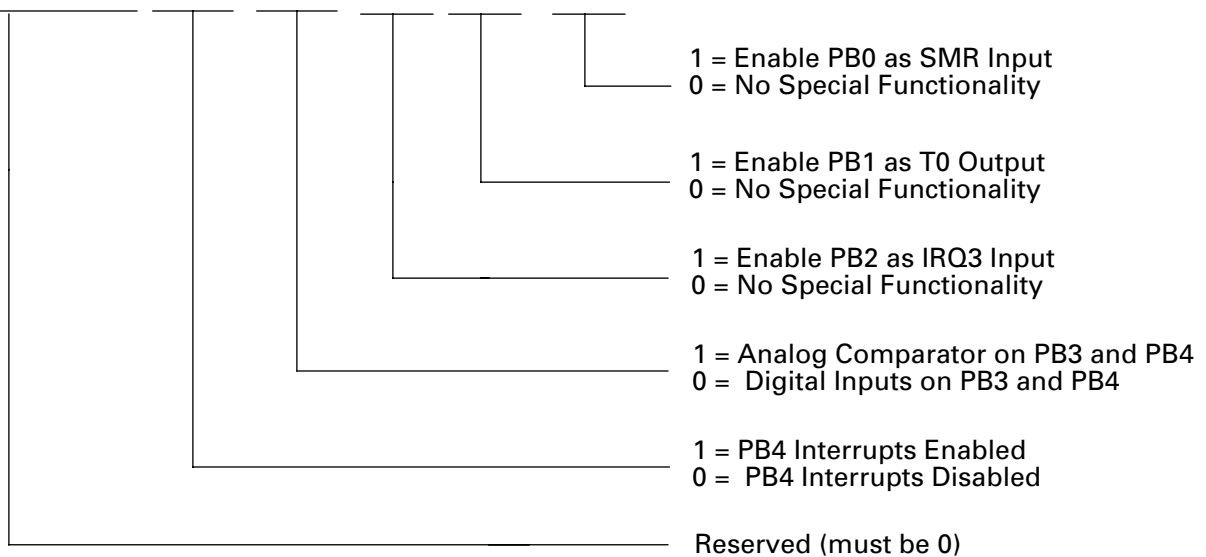 1 = Enable PB0 as SMR Input
0 = No Special Functionality
1 = Enable PB1 as T0 Output
0 = No Special Functionality
1 = Enable PB2 as IRQ3 Input
0 = No Special Functionality
1 = Analog Comparator on PB3 and PB4
0 = Digital Inputs on PB3 and PB4
1 = PB4 Interrupts Enabled
0 = PB4 Interrupts Disabled
Reserved (must be 0)